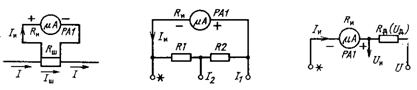 + μA − PA1
Iи Rи
Rш
I Iш I
Rи μA PA1
− +
Iи
R1 R2
* I2 I1
Iи Rи Rд(Uд)
− μA +
PA1 Uи
* U